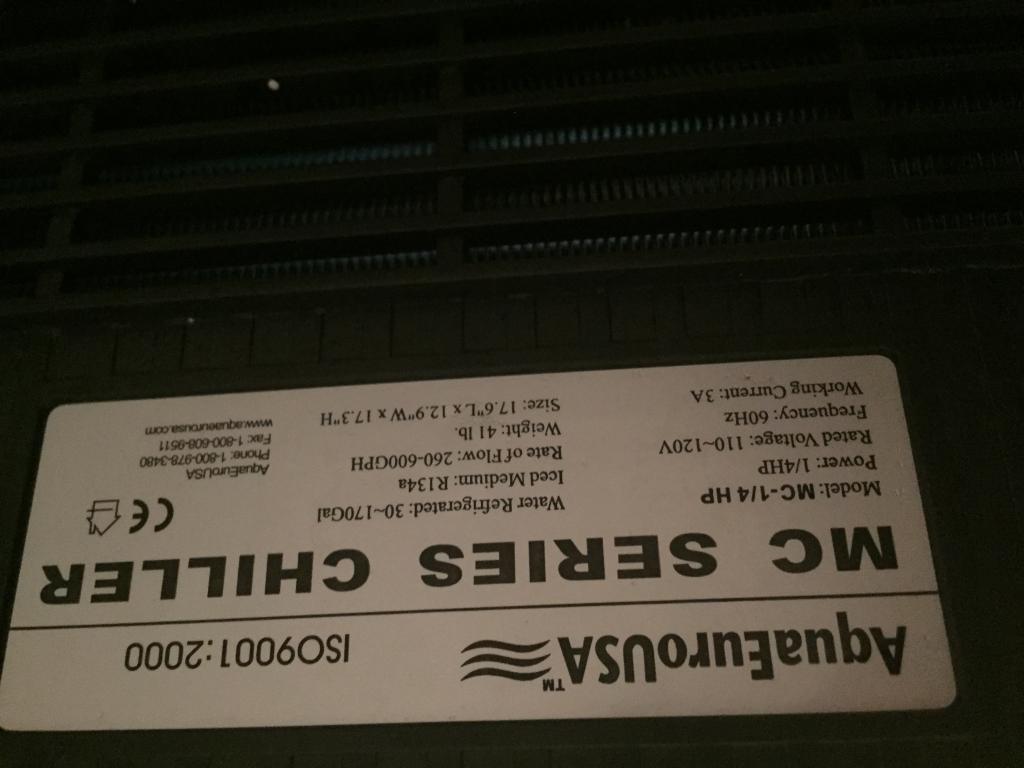 AquaEuroUSA™
ISO9001:2000
MC SERIES CHILLER
Model: MC-1/4 HP
Power: 1/4HP
Rated Voltage: 110~120V
Frequency: 60Hz
Working Current: 3A
Water Refrigerated: 30~170Gal
Iced Medium: R134a
Rate of Flow: 260-600GPH
Weight: 41 lb.
Size: 17.6"L x 12.9"W x 17.3"H
CE
AquaEuroUSA
Phone: 1-800-978-3480
Fax: 1-800-608-9511
www.aquaeurousa.com